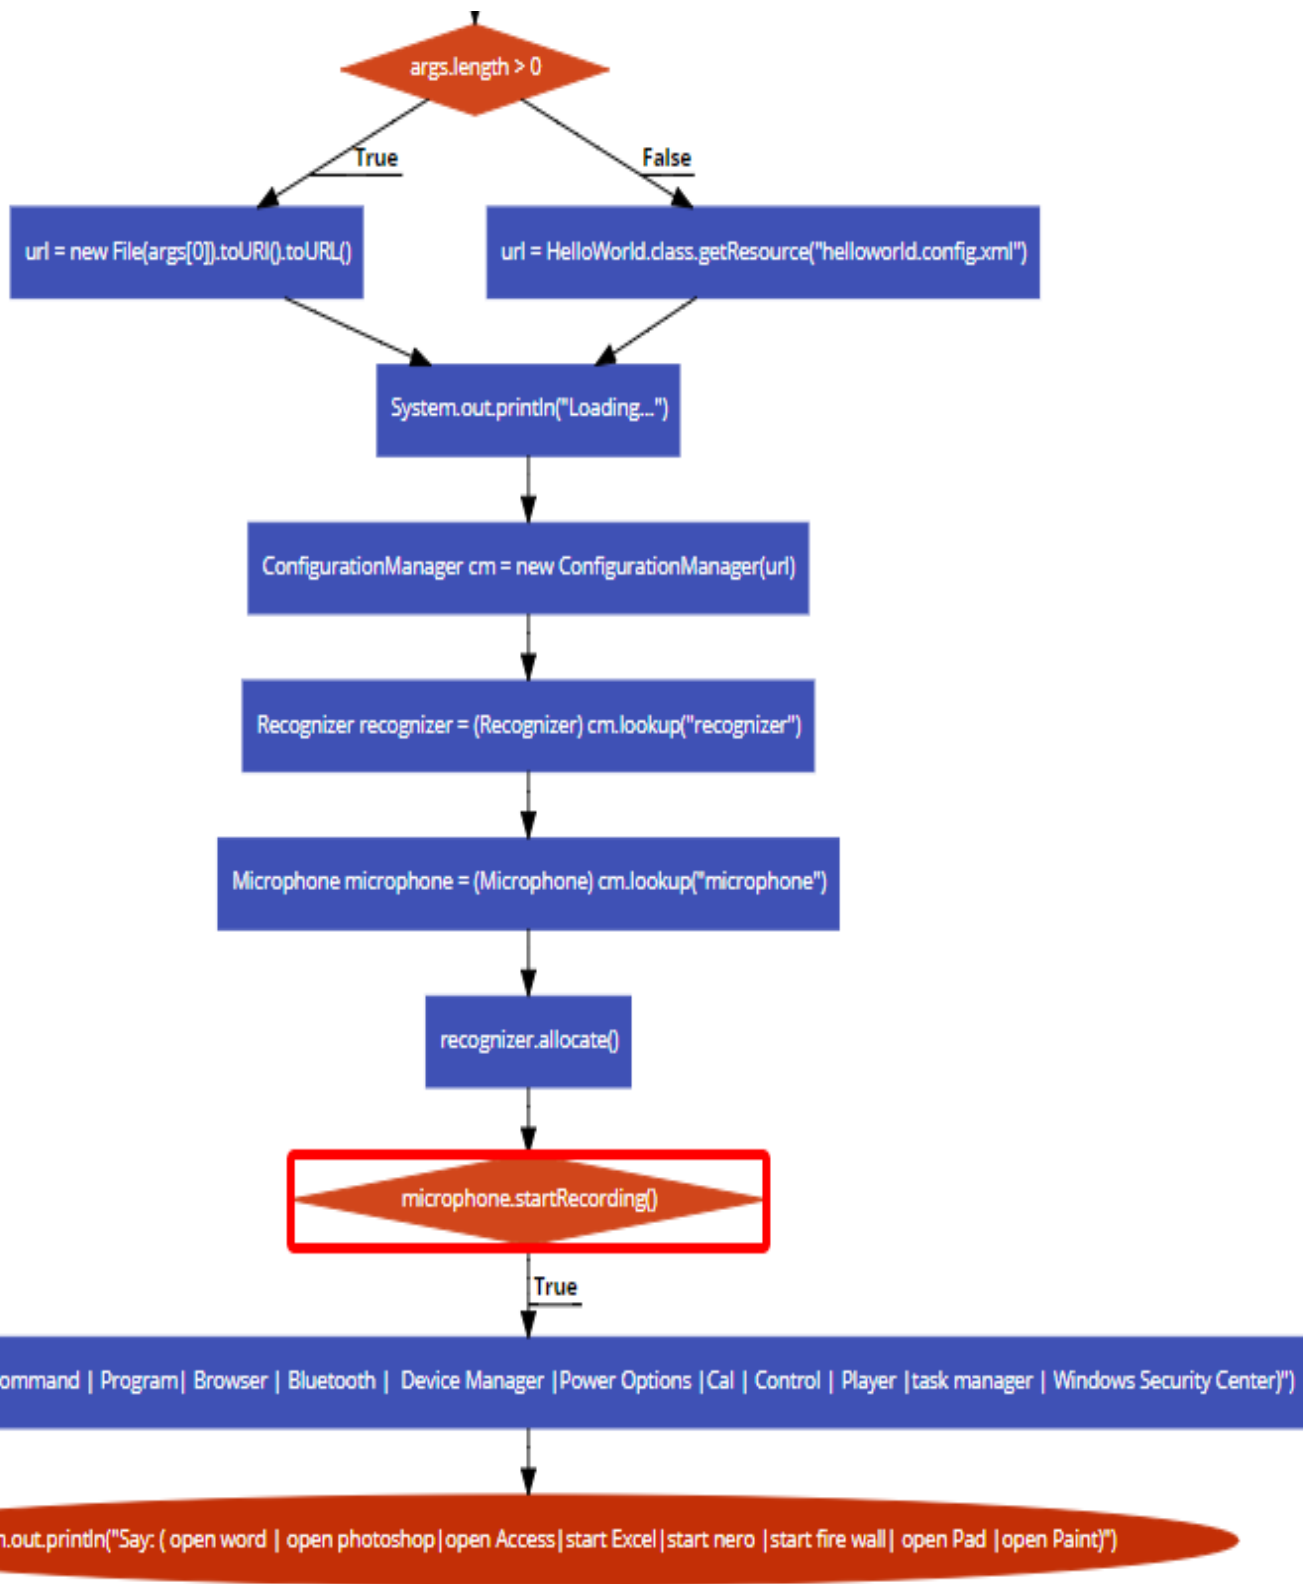 args.length > 0
True
False
url = new File(args[0]).toURI().toURL()
url = HelloWorld.class.getResource("helloworld.config.xml")
System.out.println("Loading...")
ConfigurationManager cm = new ConfigurationManager(url)
Recognizer recognizer = (Recognizer) cm.lookup("recognizer")
Microphone microphone = (Microphone) cm.lookup("microphone")
recognizer.allocate()
microphone.startRecording()
True
ommand | Program| Browser | Bluetooth |  Device Manager |Power Options |Cal | Control | Player |task manager | Windows Security Center)")
.out.println("Say: ( open word | open photoshop|open Access|start Excel|start nero |start fire wall| open Pad |open Paint)")